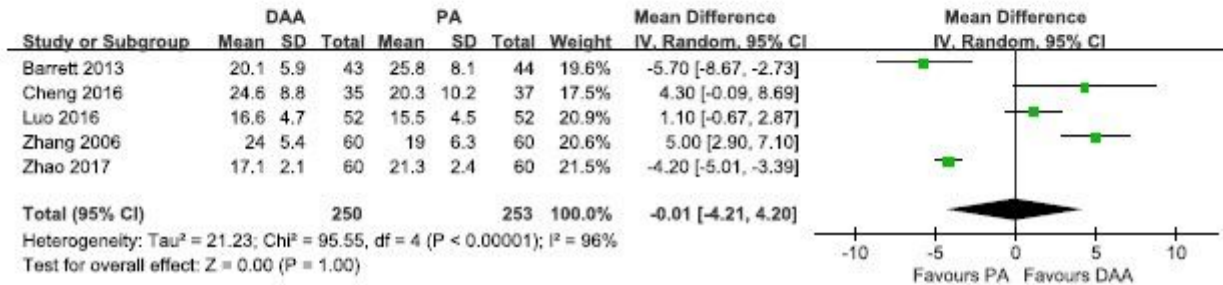 DAA PA Mean Difference Mean Difference
Study or Subgroup Mean SD Total Mean SD Total Weight IV, Random, 95% CI IV, Random, 95% CI
Barrett 2013 20.1 5.9 43 25.8 8.1 44 19.6% -5.70 [-8.67, -2.73]
Cheng 2016 24.6 8.8 35 20.3 10.2 37 17.5% 4.30 [-0.09, 8.69]
Luo 2016 16.6 4.7 52 15.5 4.5 52 20.9% 1.10 [-0.67, 2.87]
Zhang 2006 24 5.4 60 19 6.3 60 20.6% 5.00 [2.90, 7.10]
Zhao 2017 17.1 2.1 60 21.3 2.4 60 21.5% -4.20 [-5.01, -3.39]
Total (95% CI) 250 253 100.0% -0.01 [-4.21, 4.20]
Heterogeneity: Tau² = 21.23; Chi² = 95.55, df = 4 (P < 0.00001); I² = 96%
Test for overall effect: Z = 0.00 (P = 1.00)
-10 -5 0 5 10
Favours PA Favours DAA